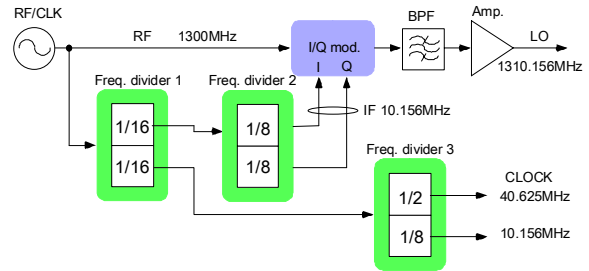 RF/CLK
RF 1300MHz
I/Q mod.
I Q
BPF
Amp.
LO
1310.156MHz
Freq. divider 1
Freq. divider 2
1/16
1/16
1/8
1/8
IF 10.156MHz
Freq. divider 3
1/2
1/8
CLOCK
40.625MHz
10.156MHz